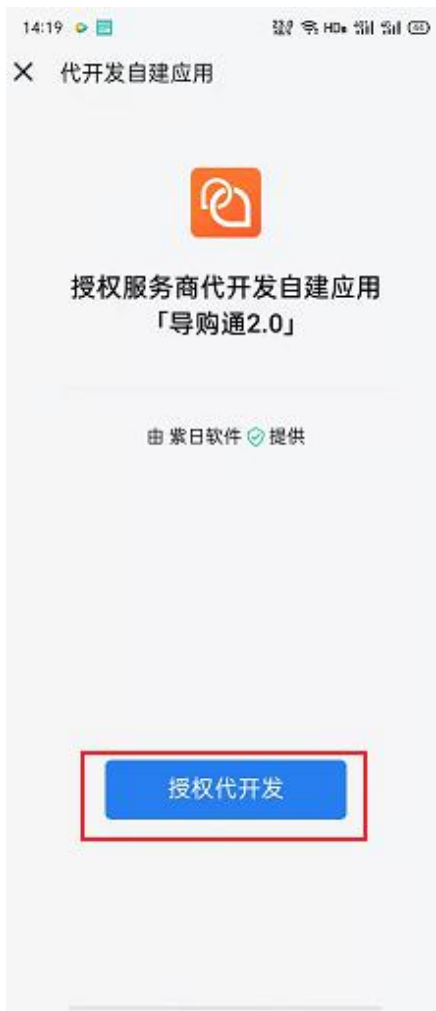 14:19
× 代开发自建应用
授权服务商代开发自建应用
「导购通2.0」
由 紫日软件 提供
授权代开发